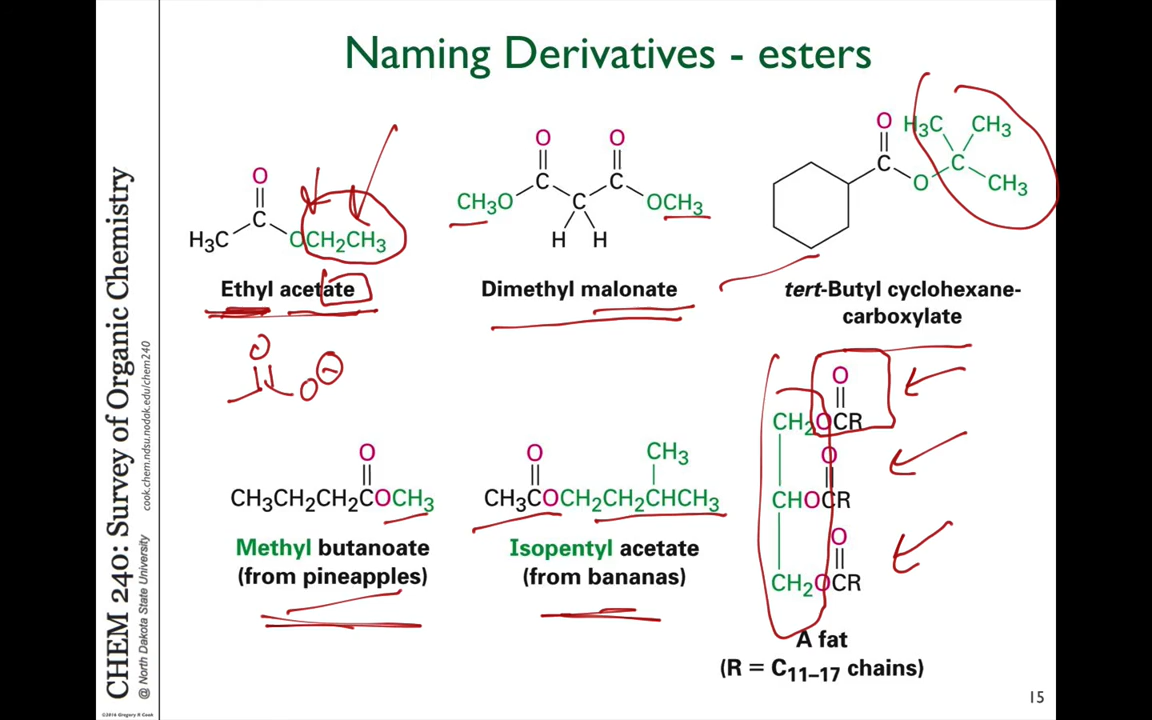 Naming Derivatives - esters
CHEM 240: Survey of Organic Chemistry
@ North Dakota State University
cook.chem.ndsu.nodak.edu/chem240
©2016 Gregory R Cook
O
H3C
C
OCH2CH3
Ethyl acetate
O
O
O
CH3O
C
C
C
OCH3
H H
Dimethyl malonate
O
H3C
CH3
C
C
O
CH3
tert-Butyl cyclohexane-
carboxylate
O
CH3CH2CH2COCH3
Methyl butanoate
(from pineapples)
O
CH3
CH3COCH2CH2CHCH3
Isopentyl acetate
(from bananas)
O
CH2OCR
O
CHOCR
O
CH2OCR
A fat
(R = C11–17 chains)
15